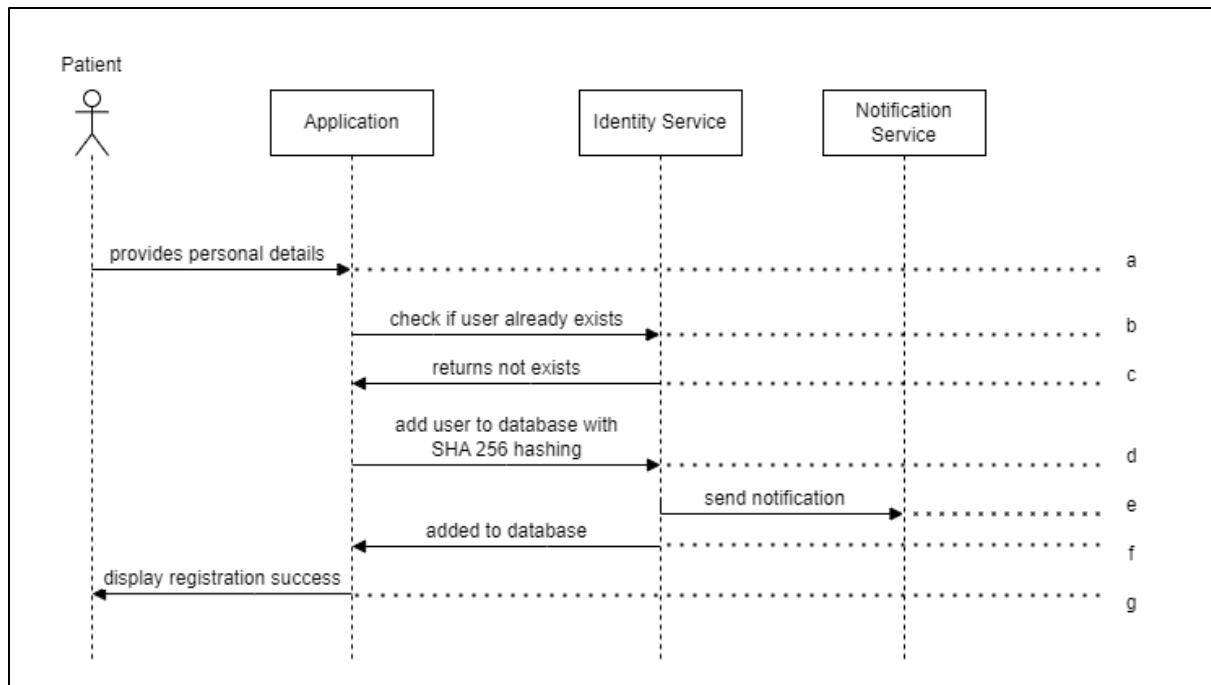 Patient
Application
Identity Service
Notification
Service
provides personal details
a
check if user already exists
b
returns not exists
c
add user to database with
SHA 256 hashing
d
send notification
e
added to database
f
display registration success
g